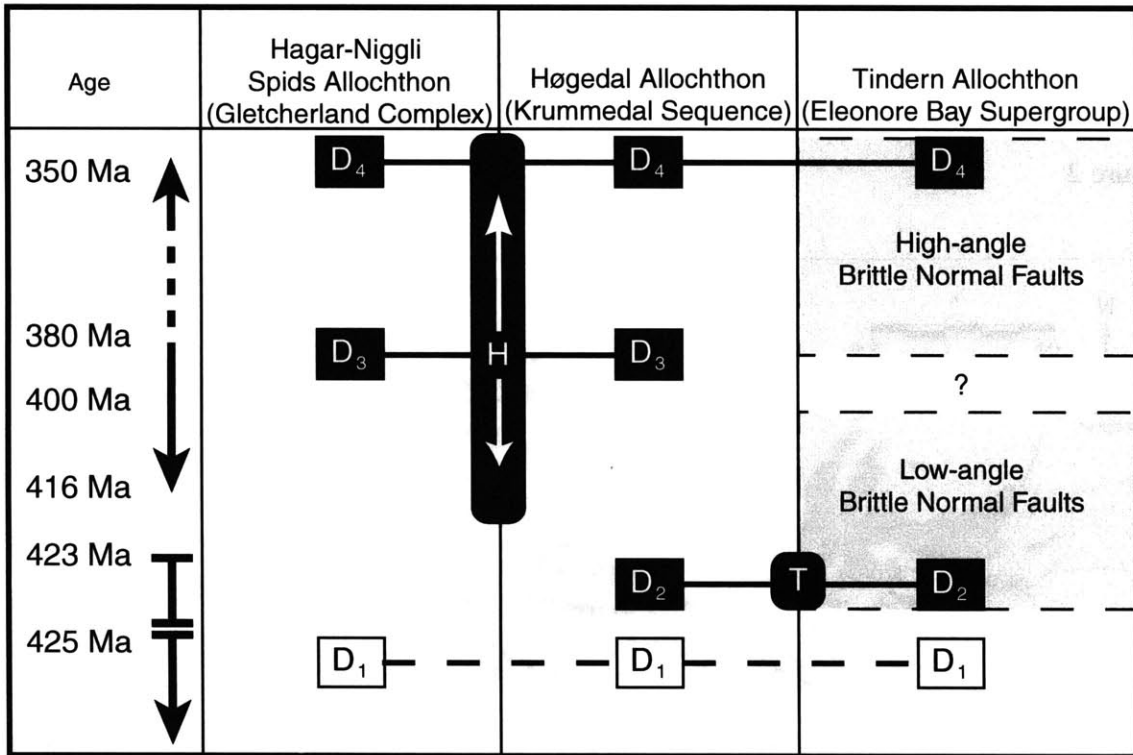 Age
Hagar-Niggli
Spids Allochthon
(Gletcherland Complex)
Høgedal Allochthon
(Krummedal Sequence)
Tindern Allochthon
(Eleonore Bay Supergroup)
350 Ma
D4
D4
D4
High-angle
Brittle Normal Faults
380 Ma
D3
H
D3
?
400 Ma
Low-angle
Brittle Normal Faults
416 Ma
423 Ma
D2
T
D2
425 Ma
D1
D1
D1